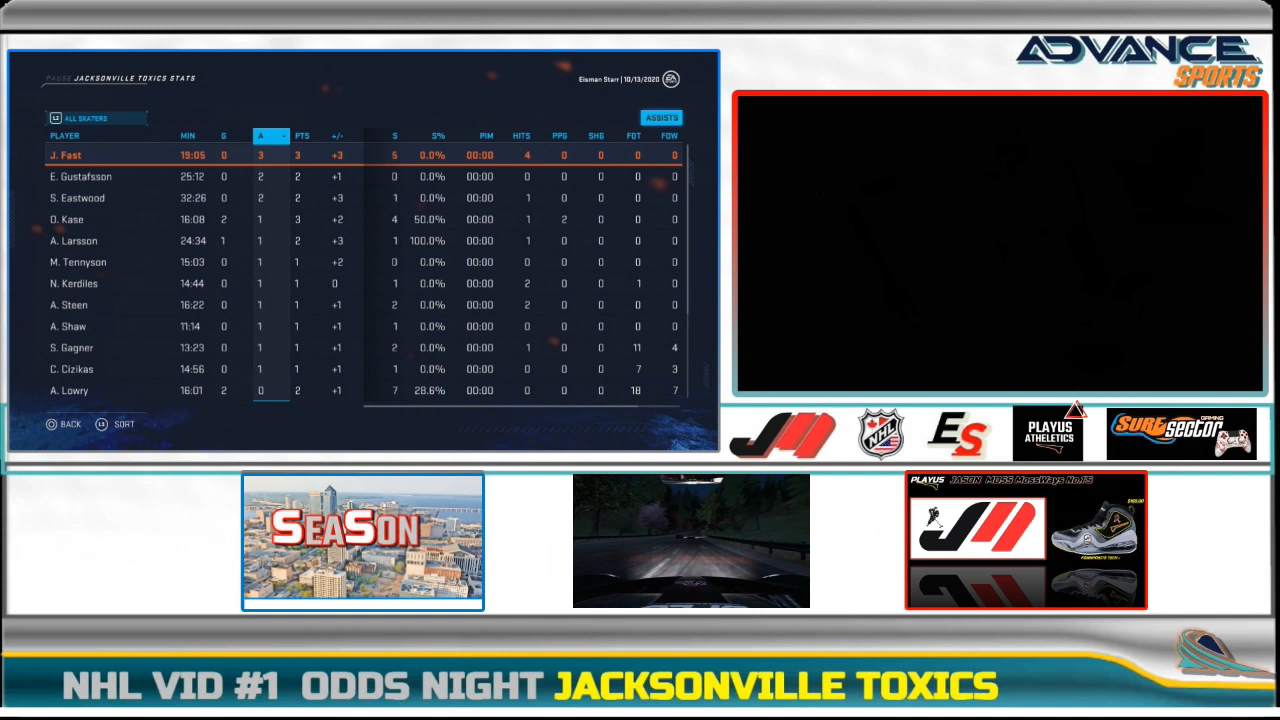 ADVANCE
SPORTS
PAUSE JACKSONVILLE TOXICS STATS
Eisman Starr | 10/13/2020 EA
L2 ALL SKATERS
ASSISTS
PLAYER MIN G A PTS +/- S S% PIM HITS PPG SHG FOT FOW
J. Fast 19:05 0 3 3 +3 5 0.0% 00:00 4 0 0 0 0
E. Gustafsson 25:12 0 2 2 +1 0 0.0% 00:00 0 0 0 0 0
S. Eastwood 32:26 0 2 2 +3 1 0.0% 00:00 1 0 0 0 0
O. Kase 16:08 2 1 3 +2 4 50.0% 00:00 1 2 0 0 0
A. Larsson 24:34 1 1 2 +3 1 100.0% 00:00 1 0 0 0 0
M. Tennyson 15:03 0 1 1 +2 0 0.0% 00:00 0 0 0 0 0
N. Kerdiles 14:44 0 1 1 0 1 0.0% 00:00 2 0 0 1 0
A. Steen 16:22 0 1 1 +1 2 0.0% 00:00 2 0 0 0 0
A. Shaw 11:14 0 1 1 +1 1 0.0% 00:00 0 0 0 0 0
S. Gagner 13:23 0 1 1 +1 2 0.0% 00:00 1 0 0 11 4
C. Cizikas 14:56 0 1 1 +1 1 0.0% 00:00 0 0 0 7 3
A. Lowry 16:01 2 0 2 +1 7 28.6% 00:00 0 0 0 18 7
BACK L3 SORT
JM NHL ES PLAYUS
ATHLETICS
SURF SECTOR
GAMING
SEASON
PLAYUS JASON MOSS MossWays No.75
$160.00
JM
NHL VID #1 ODDS NIGHT JACKSONVILLE TOXICS